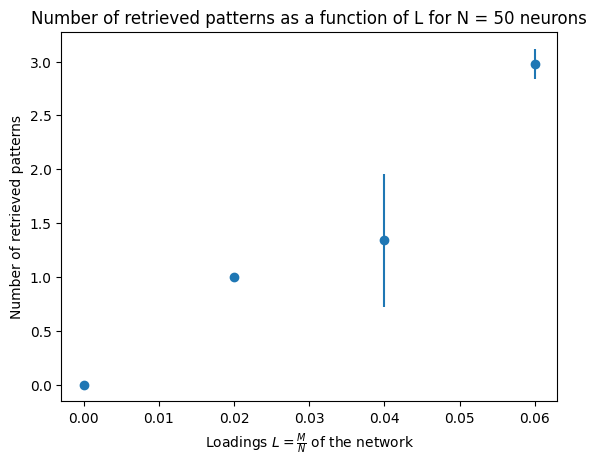 Number of retrieved patterns as a function of L for N = 50 neurons
Number of retrieved patterns
3.0
2.5
2.0
1.5
1.0
0.5
0.0
0.00 0.01 0.02 0.03 0.04 0.05 0.06
Loadings $L = \frac{M}{N}$ of the network